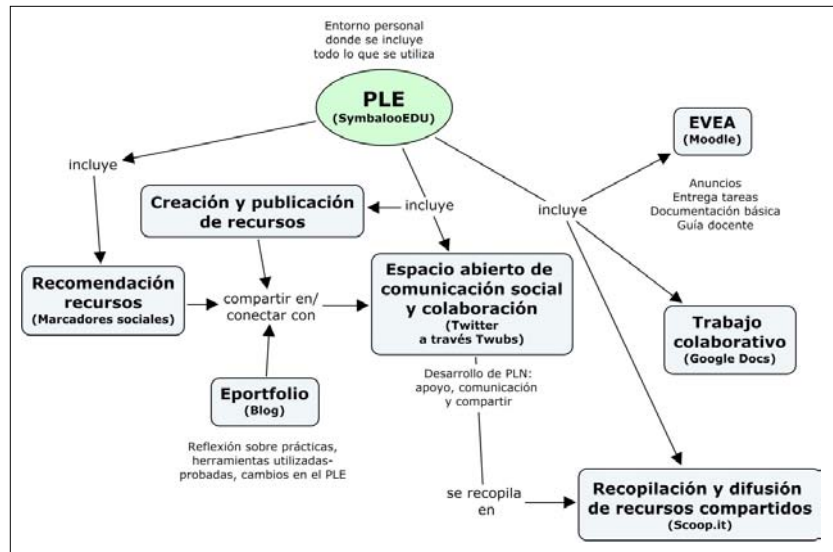 Entorno personal
donde se incluye
todo lo que se utiliza
PLE
(SymbalooEDU)
EVEA
(Moodle)
incluye
Anuncios
Entrega tareas
Documentación básica
Guía docente
Creación y publicación
de recursos
incluye
incluye
Recomendación
recursos
(Marcadores sociales)
compartir en/
conectar con
Espacio abierto de
comunicación social
y colaboración
(Twitter
a través Twubs)
Trabajo
colaborativo
(Google Docs)
Desarrollo de PLN:
apoyo, comunicación
y compartir
Eportfolio
(Blog)
Reflexión sobre prácticas,
herramientas utilizadas-
probadas, cambios en el PLE
se recopila
en
Recopilación y difusión
de recursos compartidos
(Scoop.it)